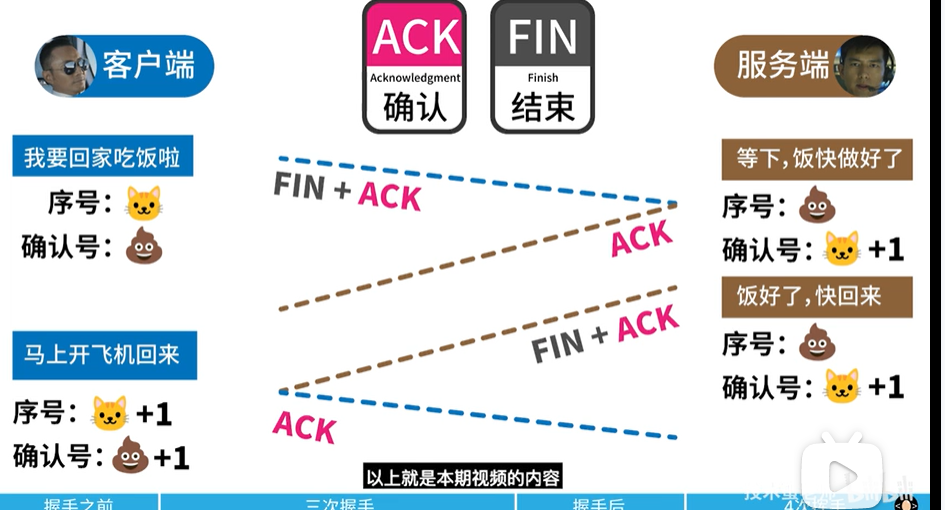 ACK
Acknowledgment
确认
FIN
Finish
结束
客户端
服务端
我要回家吃饭啦
序号：
确认号：
FIN + ACK
等下，饭快做好了
序号：
确认号： +1
ACK
饭好了，快回来
序号：
确认号： +1
FIN + ACK
马上开飞机回来
序号： +1
确认号： +1
ACK
以上就是本期视频的内容
握手之前
三次握手
握手后